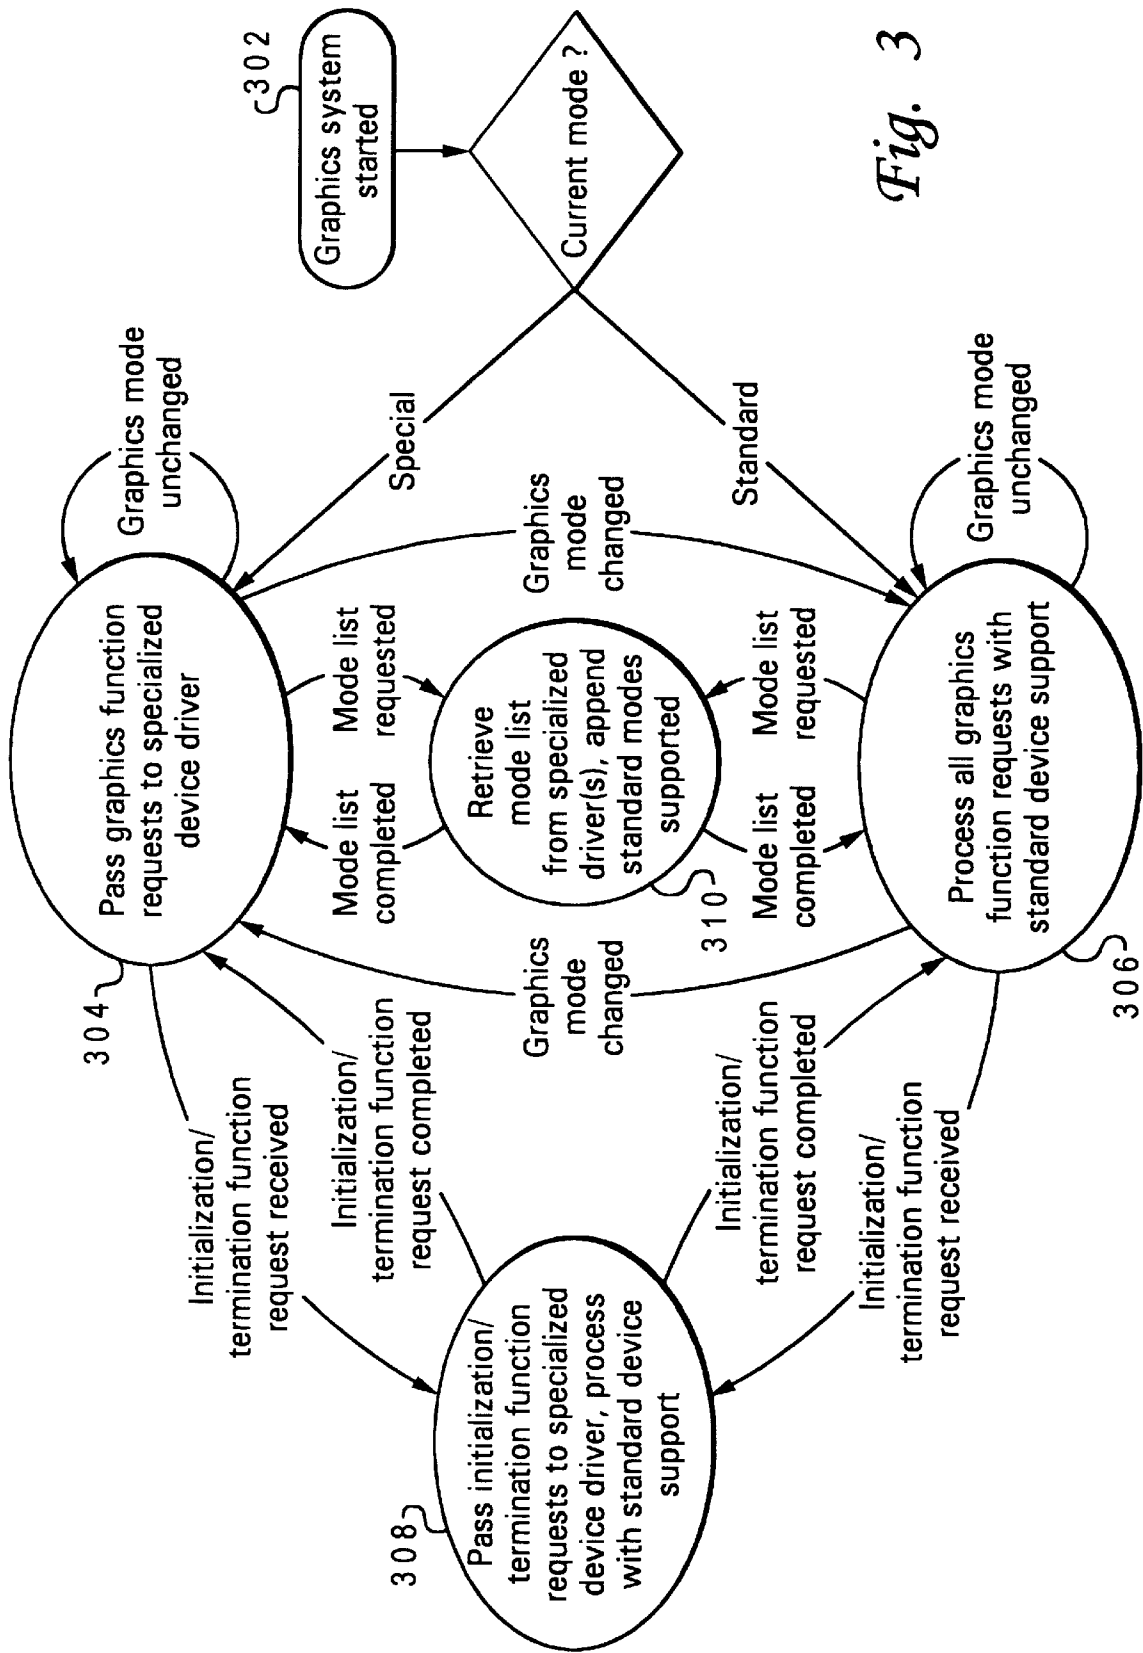 302
Graphics system
started
Current mode ?
Special
Standard
Graphics mode
unchanged
304
Pass graphics function
requests to specialized
device driver
Graphics
mode
changed
Mode list
requested
Mode list
completed
Retrieve
mode list
from specialized
driver(s), append
standard modes
supported
310
Mode list
requested
Mode list
completed
Graphics mode
unchanged
Process all graphics
function requests with
standard device support
306
Graphics
mode
changed
Initialization/
termination function
request received
Initialization/
termination function
request completed
Initialization/
termination function
request completed
Initialization/
termination function
request received
308
Pass initialization/
termination function
requests to specialized
device driver, process
with standard device
support
Fig. 3